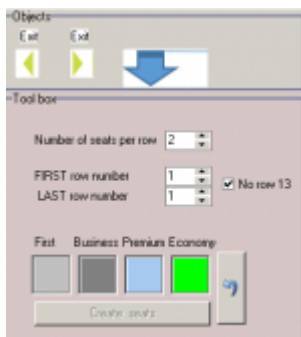 Objects
Exit Exit
Tool box
Number of seats per row 2
FIRST row number 1
No row 13
LAST row number 1
First Business Premium Economy
Create seats